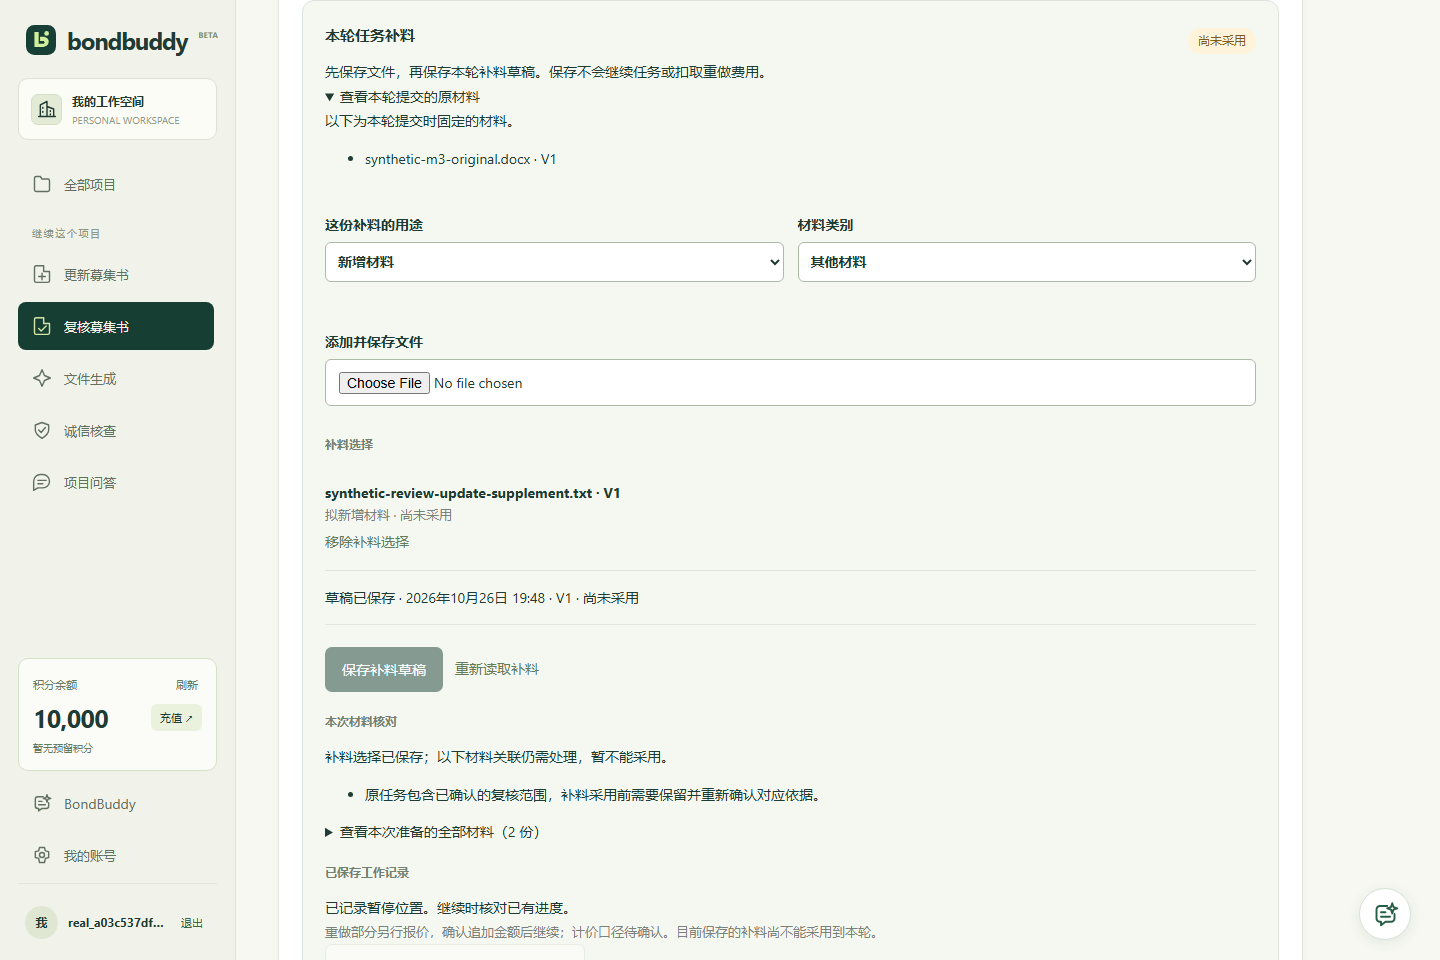 bondbuddy BETA
我的工作空间
PERSONAL WORKSPACE
全部项目
继续这个项目
更新募集书
复核募集书
文件生成
诚信核查
项目问答
积分余额 刷新
10,000 充值 ↗
暂无预留积分
BondBuddy
我的账号
我 real_a03c537df... 退出
本轮任务补料 尚未采用
先保存文件，再保存本轮补料草稿。保存不会继续任务或扣取重做费用。
▼ 查看本轮提交的原材料
以下为本轮提交时固定的材料。
• synthetic-m3-original.docx · V1
这份补料的用途 材料类别
新增材料 其他材料
添加并保存文件
Choose File No file chosen
补料选择
synthetic-review-update-supplement.txt · V1
拟新增材料 · 尚未采用
移除补料选择
草稿已保存 · 2026年10月26日 19:48 · V1 · 尚未采用
保存补料草稿 重新读取补料
本次材料核对
补料选择已保存；以下材料关联仍需处理，暂不能采用。
• 原任务包含已确认的复核范围，补料采用前需要保留并重新确认对应依据。
▶ 查看本次准备的全部材料（2 份）
已保存工作记录
已记录暂停位置。继续时核对已有进度。
重做部分另行报价，确认追加金额后继续；计价口径待确认。目前保存的补料尚不能采用到本轮。